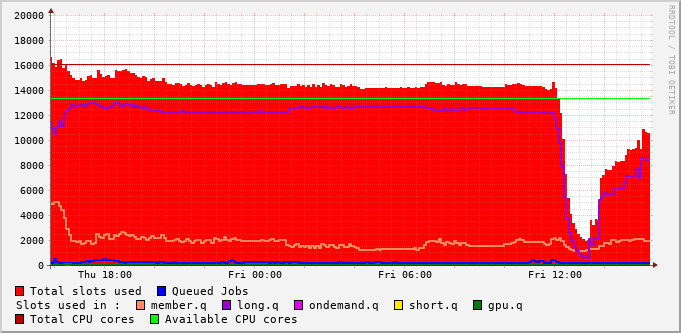 20000
18000
16000
14000
12000
10000
8000
6000
4000
2000
0
Thu 18:00 Fri 00:00 Fri 06:00 Fri 12:00
Total slots used Queued Jobs
Slots used in : member.q long.q ondemand.q short.q gpu.q
Total CPU cores Available CPU cores
RRDTOOL / TOBI OETIKER